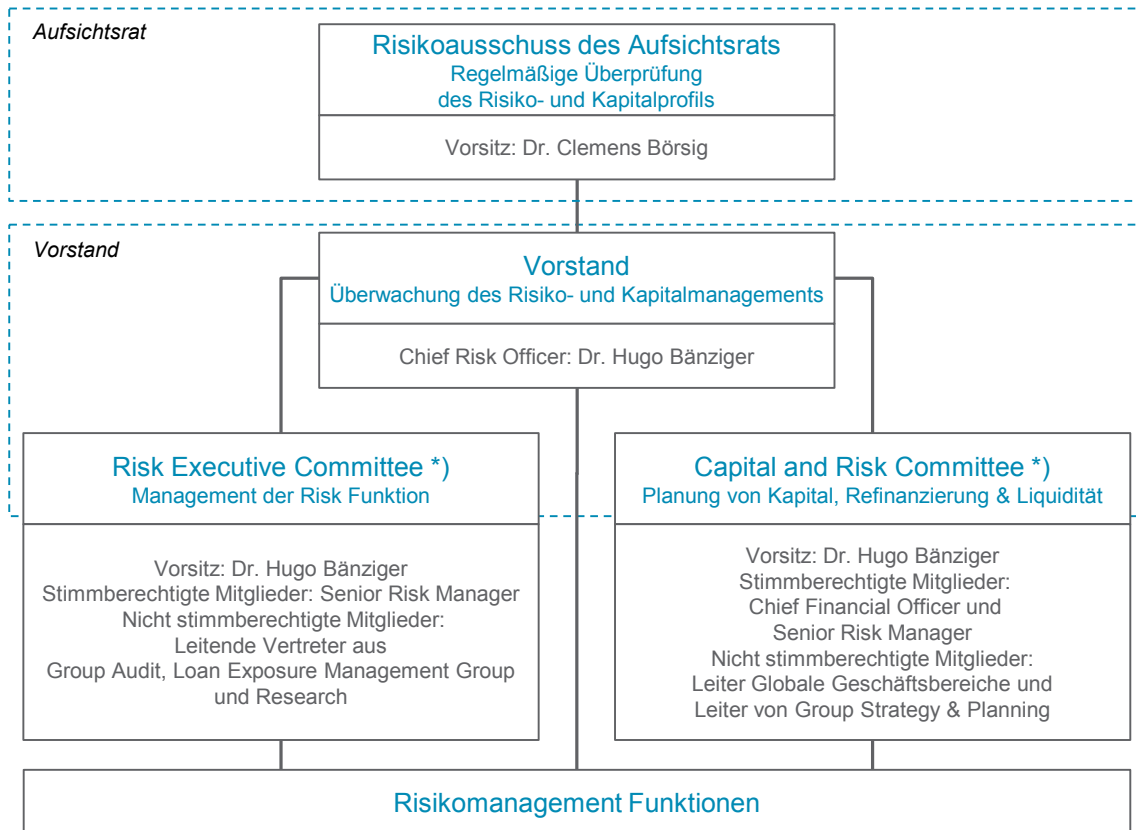 Aufsichtsrat
Risikoausschuss des Aufsichtsrats
Regelmäßige Überprüfung
des Risiko- und Kapitalprofils
Vorsitz: Dr. Clemens Börsig
Vorstand
Vorstand
Überwachung des Risiko- und Kapitalmanagements
Chief Risk Officer: Dr. Hugo Bänziger
Risk Executive Committee *)
Management der Risk Funktion
Vorsitz: Dr. Hugo Bänziger
Stimmberechtigte Mitglieder: Senior Risk Manager
Nicht stimmberechtigte Mitglieder:
Leitende Vertreter aus
Group Audit, Loan Exposure Management Group
und Research
Capital and Risk Committee *)
Planung von Kapital, Refinanzierung & Liquidität
Vorsitz: Dr. Hugo Bänziger
Stimmberechtigte Mitglieder:
Chief Financial Officer und
Senior Risk Manager
Nicht stimmberechtigte Mitglieder:
Leiter Globale Geschäftsbereiche und
Leiter von Group Strategy & Planning
Risikomanagement Funktionen